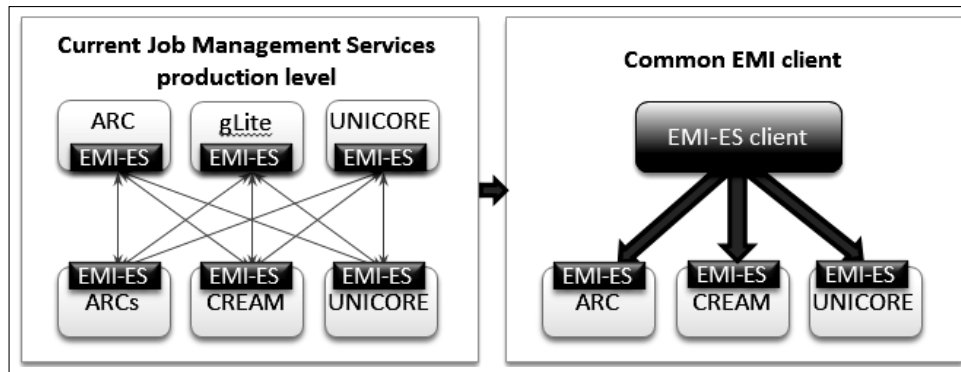 Current Job Management Services
production level
ARC
gLite
UNICORE
EMI-ES
EMI-ES
EMI-ES
EMI-ES
EMI-ES
EMI-ES
ARCs
CREAM
UNICORE
Common EMI client
EMI-ES client
EMI-ES
EMI-ES
EMI-ES
ARC
CREAM
UNICORE